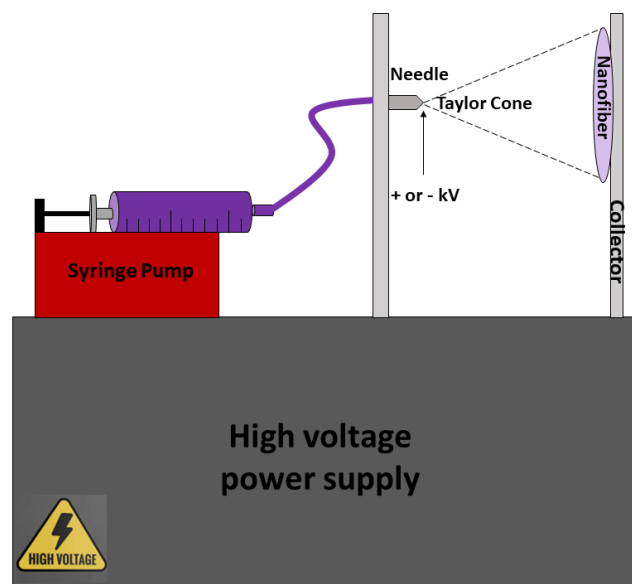 Needle
Taylor Cone
Nanofiber
+ or - kV
Collector
Syringe Pump
High voltage
power supply
HIGH VOLTAGE